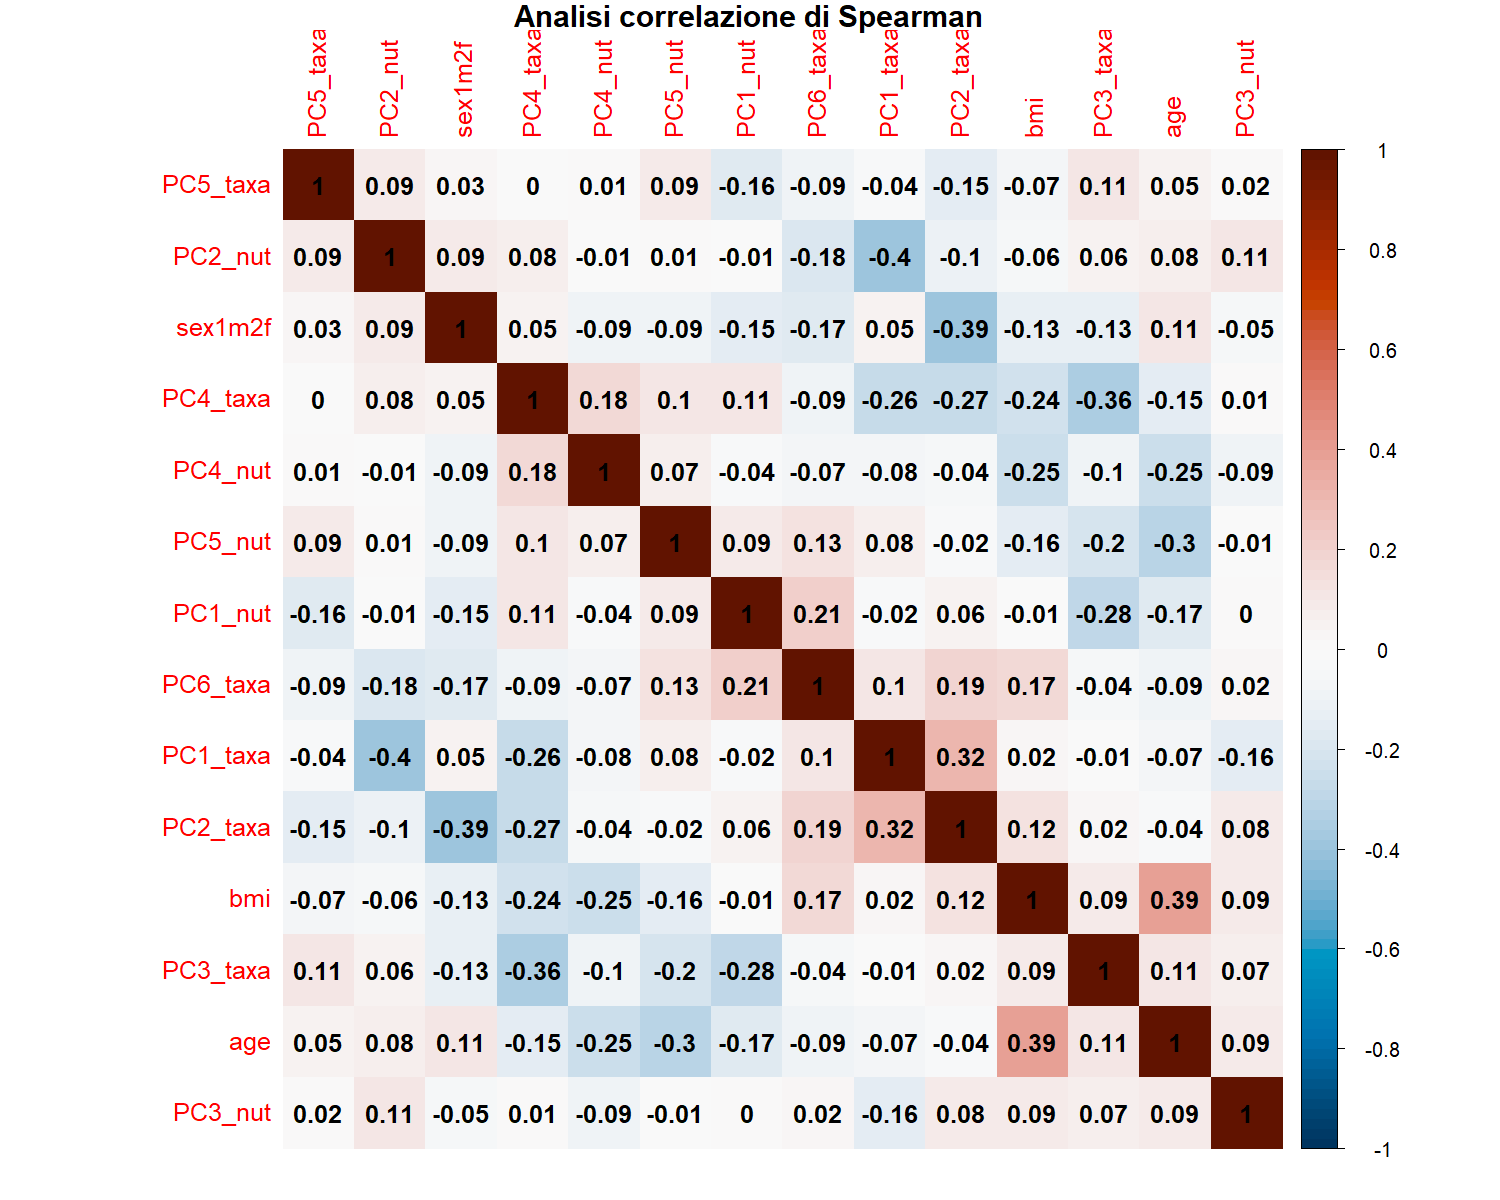 Analisi correlazione di Spearman
PC5_taxa PC2_nut sex1m2f PC4_taxa PC4_nut PC5_nut PC1_nut PC6_taxa PC1_taxa PC2_taxa bmi PC3_taxa age PC3_nut
PC5_taxa 1 0.09 0.03 0 0.01 0.09 -0.16 -0.09 -0.04 -0.15 -0.07 0.11 0.05 0.02
PC2_nut 0.09 1 0.09 0.08 -0.01 0.01 -0.01 -0.18 -0.4 -0.1 -0.06 0.06 0.08 0.11
sex1m2f 0.03 0.09 1 0.05 -0.09 -0.09 -0.15 -0.17 0.05 -0.39 -0.13 -0.13 0.11 -0.05
PC4_taxa 0 0.08 0.05 1 0.18 0.1 0.11 -0.09 -0.26 -0.27 -0.24 -0.36 -0.15 0.01
PC4_nut 0.01 -0.01 -0.09 0.18 1 0.07 -0.04 -0.07 -0.08 -0.04 -0.25 -0.1 -0.25 -0.09
PC5_nut 0.09 0.01 -0.09 0.1 0.07 1 0.09 0.13 0.08 -0.02 -0.16 -0.2 -0.3 -0.01
PC1_nut -0.16 -0.01 -0.15 0.11 -0.04 0.09 1 0.21 -0.02 0.06 -0.01 -0.28 -0.17 0
PC6_taxa -0.09 -0.18 -0.17 -0.09 -0.07 0.13 0.21 1 0.1 0.19 0.17 -0.04 -0.09 0.02
PC1_taxa -0.04 -0.4 0.05 -0.26 -0.08 0.08 -0.02 0.1 1 0.32 0.02 -0.01 -0.07 -0.16
PC2_taxa -0.15 -0.1 -0.39 -0.27 -0.04 -0.02 0.06 0.19 0.32 1 0.12 0.02 -0.04 0.08
bmi -0.07 -0.06 -0.13 -0.24 -0.25 -0.16 -0.01 0.17 0.02 0.12 1 0.09 0.39 0.09
PC3_taxa 0.11 0.06 -0.13 -0.36 -0.1 -0.2 -0.28 -0.04 -0.01 0.02 0.09 1 0.11 0.07
age 0.05 0.08 0.11 -0.15 -0.25 -0.3 -0.17 -0.09 -0.07 -0.04 0.39 0.11 1 0.09
PC3_nut 0.02 0.11 -0.05 0.01 -0.09 -0.01 0 0.02 -0.16 0.08 0.09 0.07 0.09 1
1
0.8
0.6
0.4
0.2
0
-0.2
-0.4
-0.6
-0.8
-1